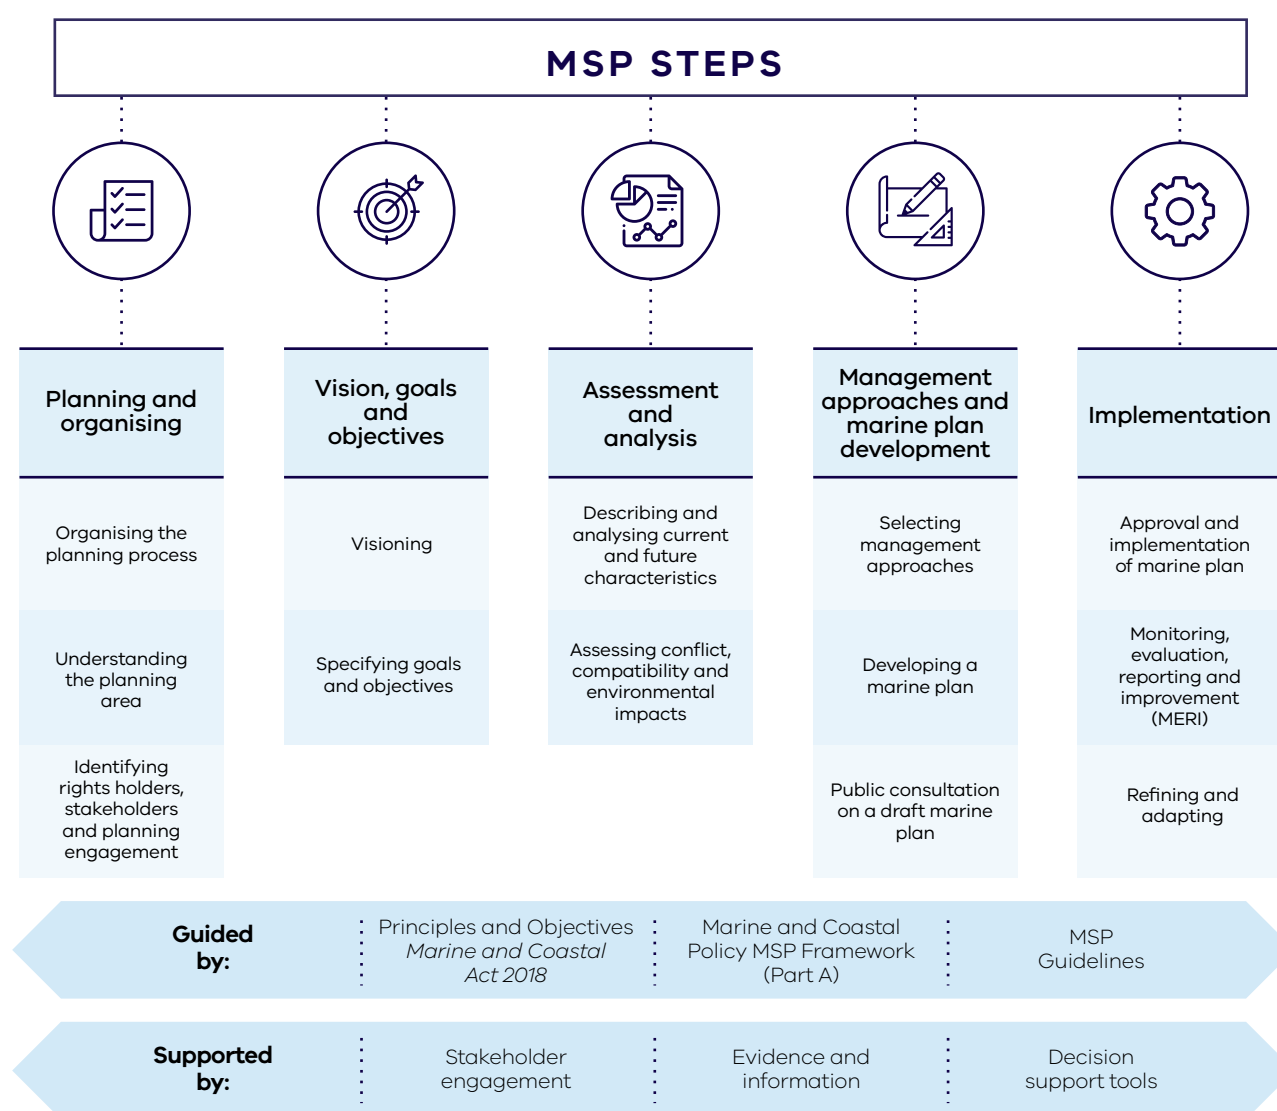 MSP STEPS
Planning and
organising
Organising the
planning process
Understanding
the planning
area
Identifying
rights holders,
stakeholders
and planning
engagement
Vision, goals
and
objectives
Visioning
Specifying goals
and objectives
Assessment
and
analysis
Describing and
analysing current
and future
characteristics
Assessing conflict,
compatibility and
environmental
impacts
Management
approaches and
marine plan
development
Selecting
management
approaches
Developing a
marine plan
Public consultation
on a draft marine
plan
Implementation
Approval and
implementation
of marine plan
Monitoring,
evaluation,
reporting and
improvement
(MERI)
Refining and
adapting
Guided
by:
Principles and Objectives
Marine and Coastal
Act 2018
Marine and Coastal
Policy MSP Framework
(Part A)
MSP
Guidelines
Supported
by:
Stakeholder
engagement
Evidence and
information
Decision
support tools